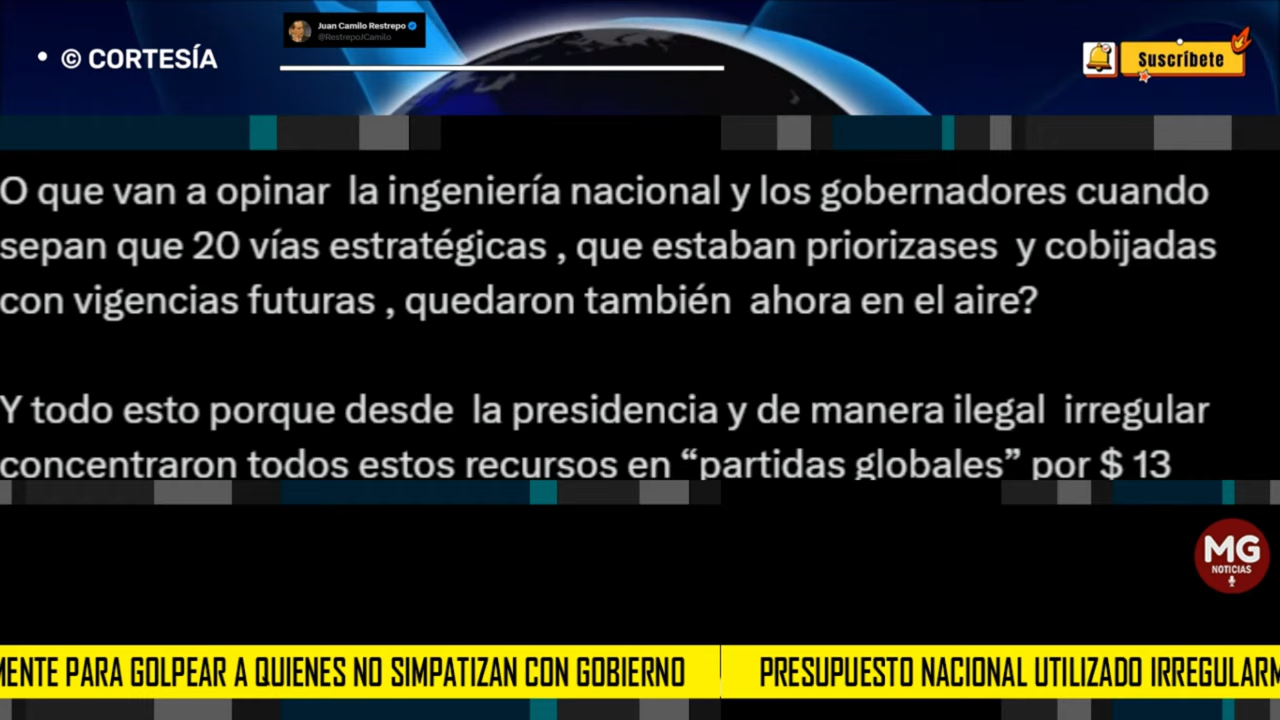 Juan Camilo Restrepo
@RestrepoJCamilo
• © CORTESÍA
Suscríbete
O que van a opinar la ingeniería nacional y los gobernadores cuando
sepan que 20 vías estratégicas , que estaban priorizases y cobijadas
con vigencias futuras , quedaron también ahora en el aire?
Y todo esto porque desde la presidencia y de manera ilegal irregular
concentraron todos estos recursos en “partidas globales” por $ 13
MG
NOTICIAS
MENTE PARA GOLPEAR A QUIENES NO SIMPATIZAN CON GOBIERNO
PRESUPUESTO NACIONAL UTILIZADO IRREGULARM